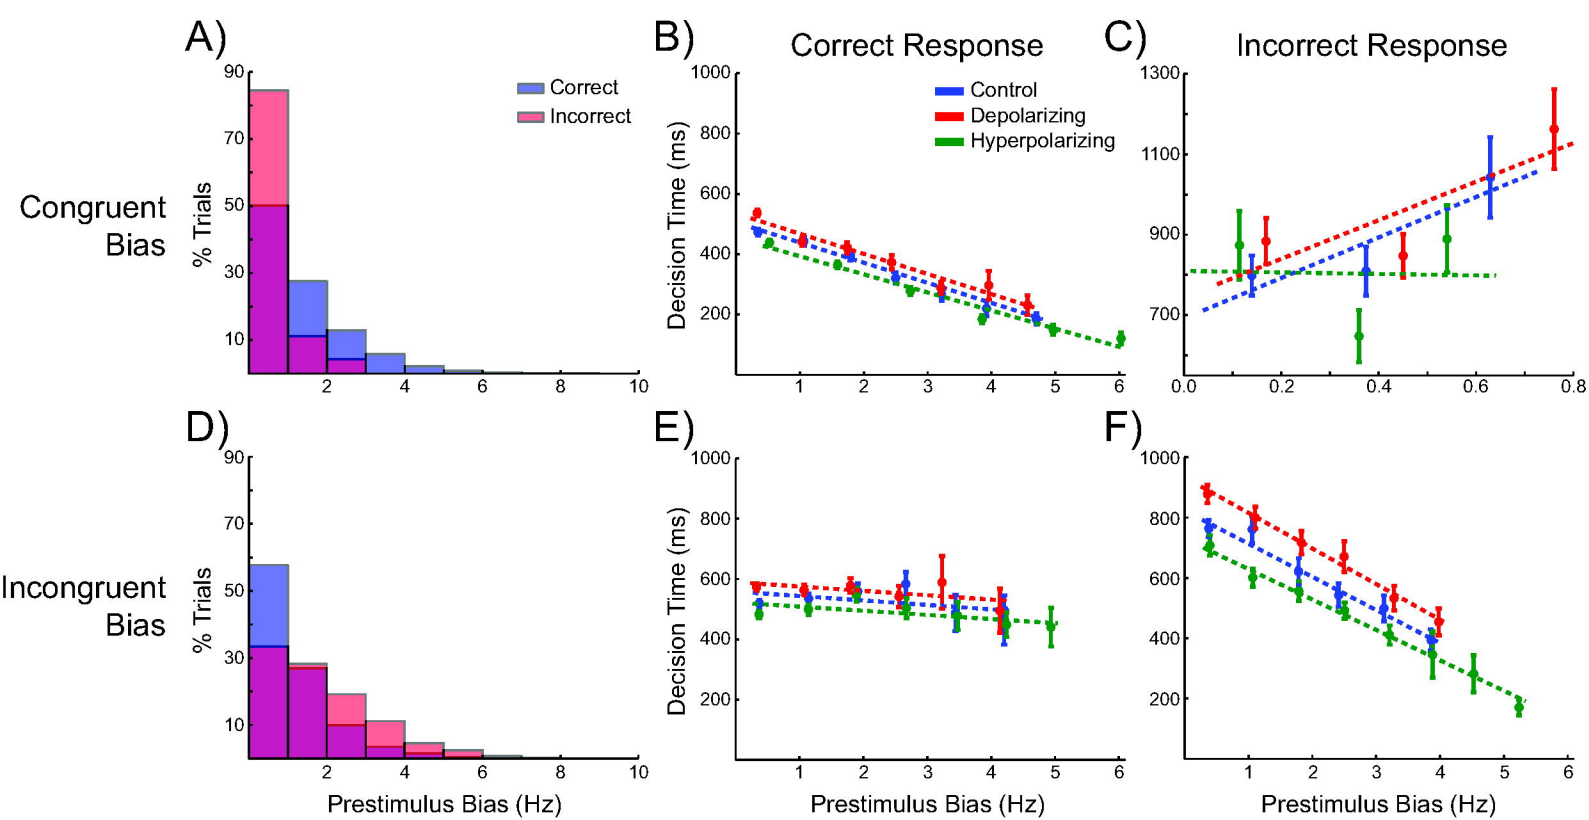 A)
B)
Correct Response
C)
Incorrect Response
Congruent
Bias
% Trials
90
70
50
30
10
2
4
6
8
10
Correct
Incorrect
Decision Time (ms)
1000
800
600
400
200
1
2
3
4
5
6
Control
Depolarizing
Hyperpolarizing
1300
1100
900
700
0.0
0.2
0.4
0.6
0.8
D)
E)
F)
Incongruent
Bias
% Trials
90
70
50
30
10
2
4
6
8
10
Prestimulus Bias (Hz)
Decision Time (ms)
1000
800
600
400
200
1
2
3
4
5
6
Prestimulus Bias (Hz)
1000
800
600
400
200
1
2
3
4
5
6
Prestimulus Bias (Hz)